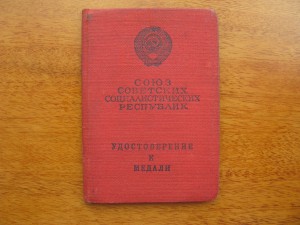 СОЮЗ
СОВЕТСКИХ
СОЦИАЛИСТИЧЕСКИХ
РЕСПУБЛИК
УДОСТОВЕРЕНИЕ
К
МЕДАЛИ